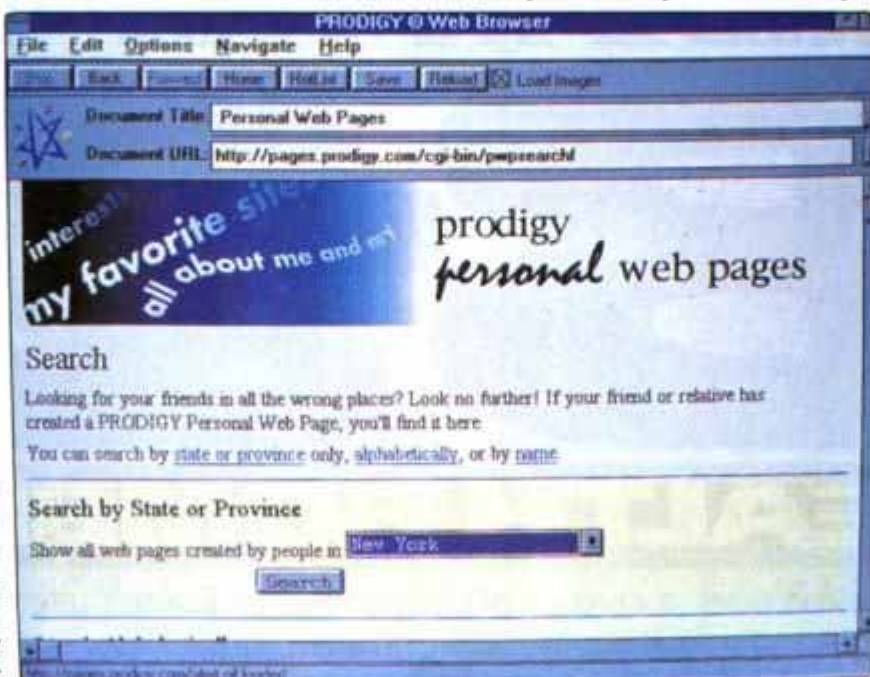 PRODIGY ® Web Browser
File Edit Options Navigate Help
Back Forward Home HotList Save Reload Load Images
Document Title: Personal Web Pages
Document URL: http://pages.prodigy.com/cgi-bin/pwpsearch/
interests
my favorite sites
all about me and my
prodigy
personal web pages
Search
Looking for your friends in all the wrong places? Look no further! If your friend or relative has
created a PRODIGY Personal Web Page, you'll find it here
You can search by state or province only, alphabetically, or by name
Search by State or Province
Show all web pages created by people in New York
Search